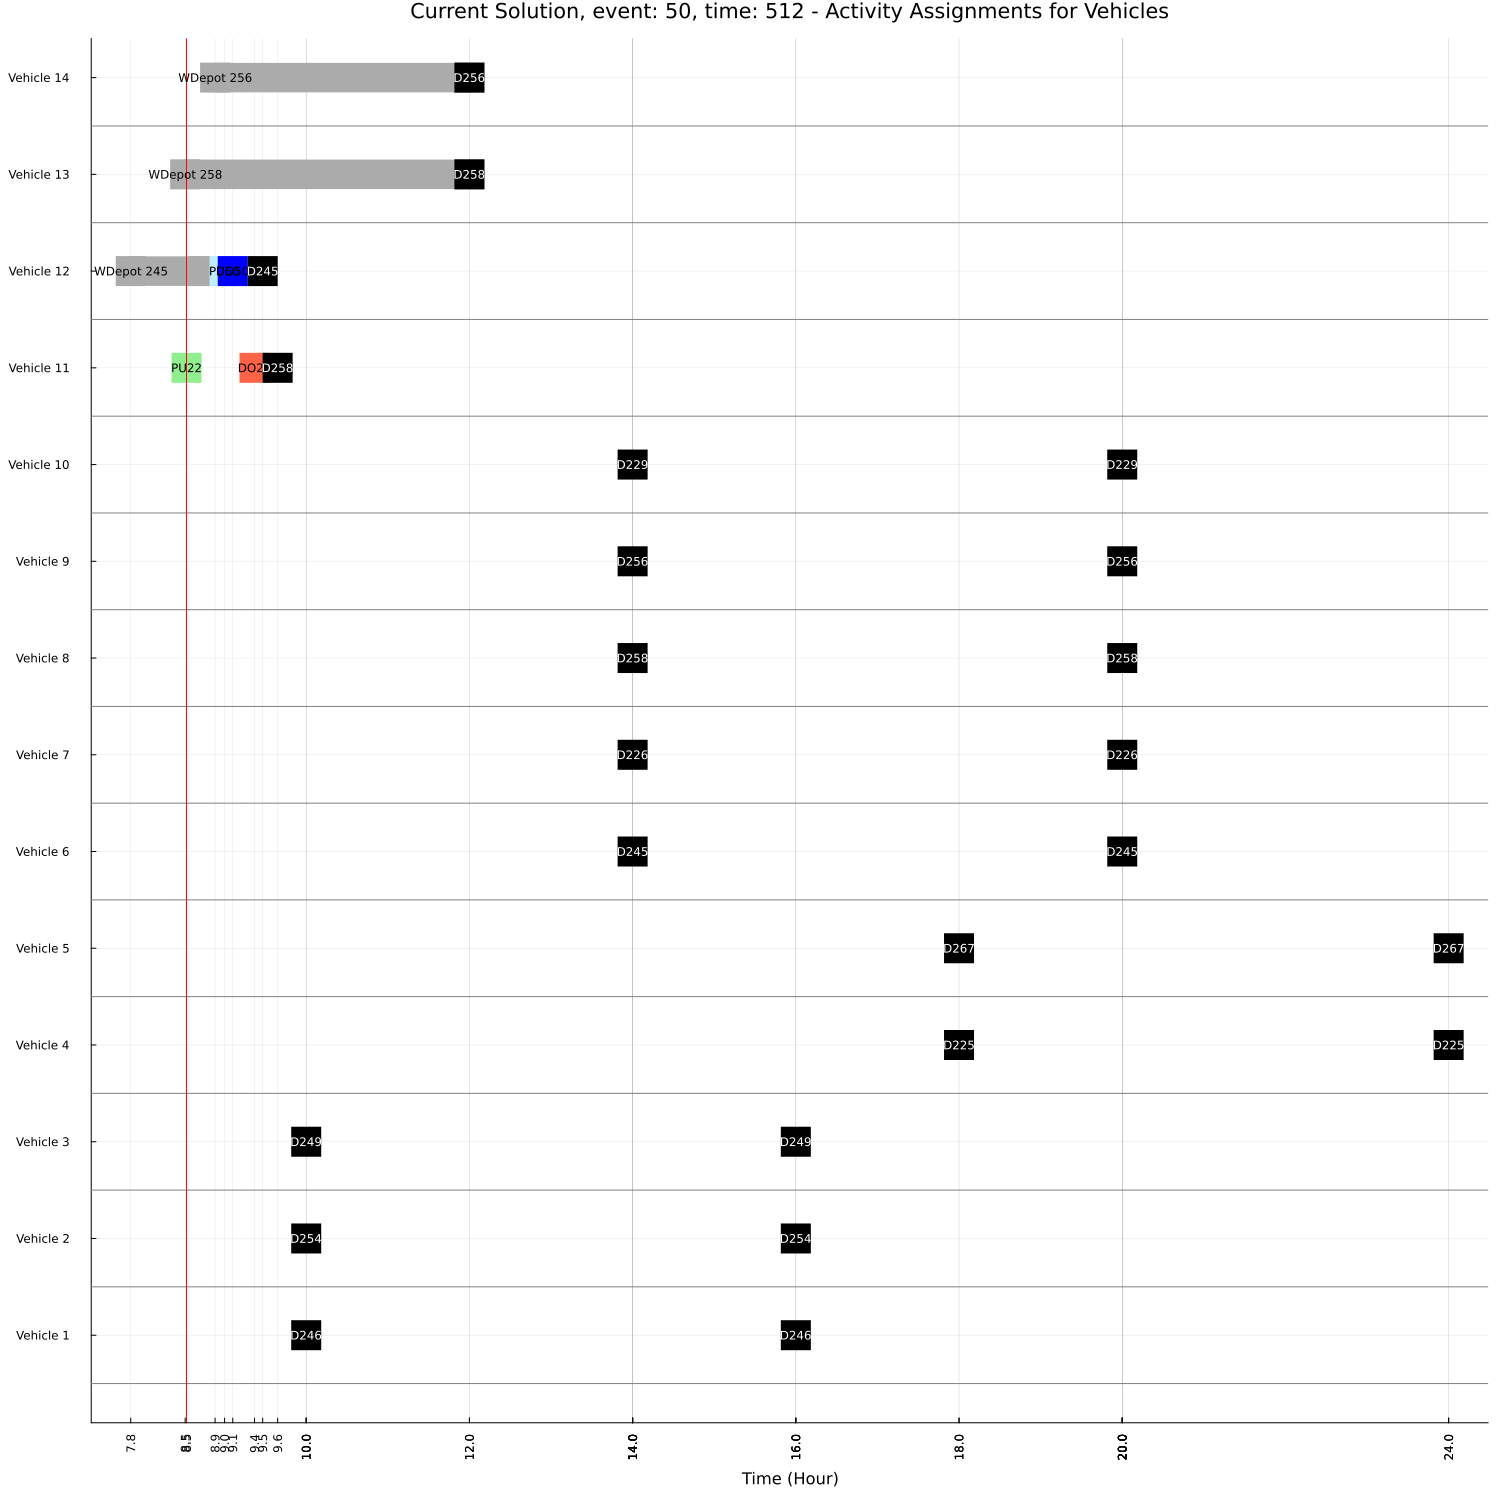 Current Solution, event: 50, time: 512 - Activity Assignments for Vehicles
Vehicle 14
WDepot 256
D256
Vehicle 13
WDepot 258
D258
Vehicle 12
WDepot 245
D245
Vehicle 11
PU22
D258
Vehicle 10
D229
D229
Vehicle 9
D256
D256
Vehicle 8
D258
D258
Vehicle 7
D226
D226
Vehicle 6
D245
D245
Vehicle 5
D267
D267
Vehicle 4
D225
D225
Vehicle 3
D249
D249
Vehicle 2
D254
D254
Vehicle 1
D246
D246
7.8
8.5
8.9
9.0
9.1
9.4
9.5
9.6
10.0
12.0
14.0
16.0
18.0
20.0
24.0
Time (Hour)